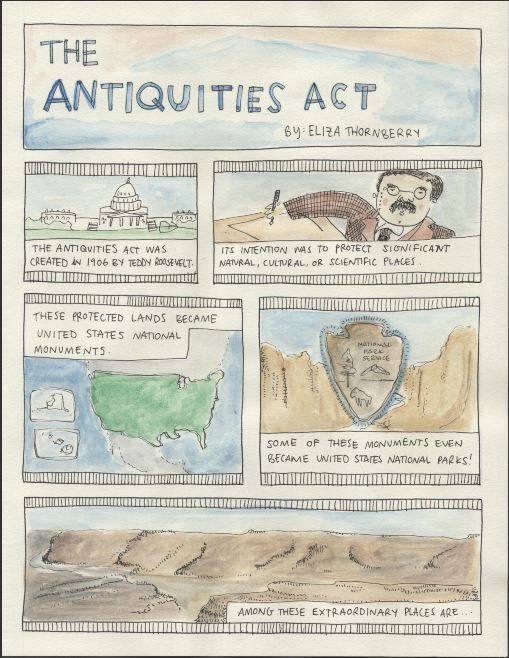 THE
ANTIQUITIES ACT
BY: ELIZA THORNBERRY
THE ANTIQUITIES ACT WAS
CREATED IN 1906 BY TEDDY ROOSEVELT.
ITS INTENTION WAS TO PROTECT SIGNIFICANT
NATURAL, CULTURAL, OR SCIENTIFIC PLACES.
THESE PROTECTED LANDS BECAME
UNITED STATES NATIONAL
MONUMENTS.
NATIONAL
PARK
SERVICE
SOME OF THESE MONUMENTS EVEN
BECAME UNITED STATES NATIONAL PARKS!
AMONG THESE EXTRAORDINARY PLACES ARE...